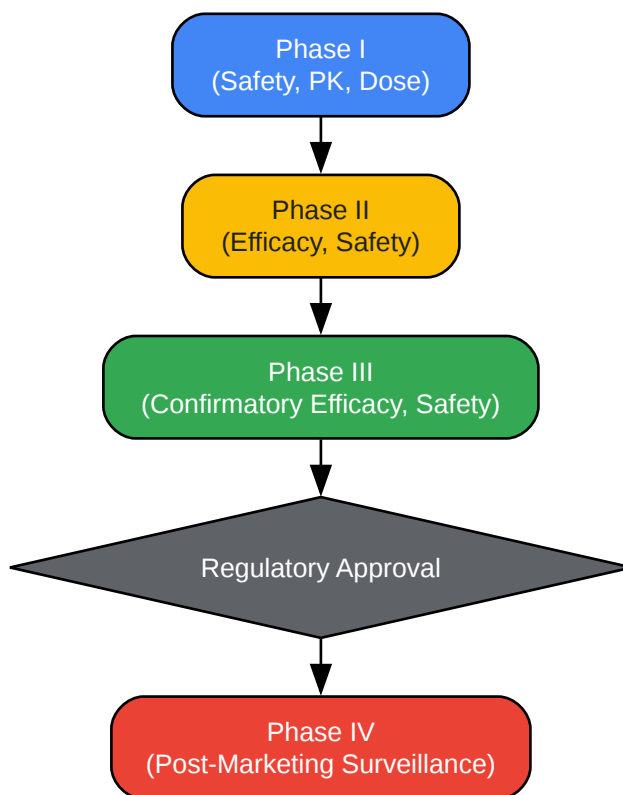 Phase I
(Safety, PK, Dose)
Phase II
(Efficacy, Safety)
Phase III
(Confirmatory Efficacy, Safety)
Regulatory Approval
Phase IV
(Post-Marketing Surveillance)